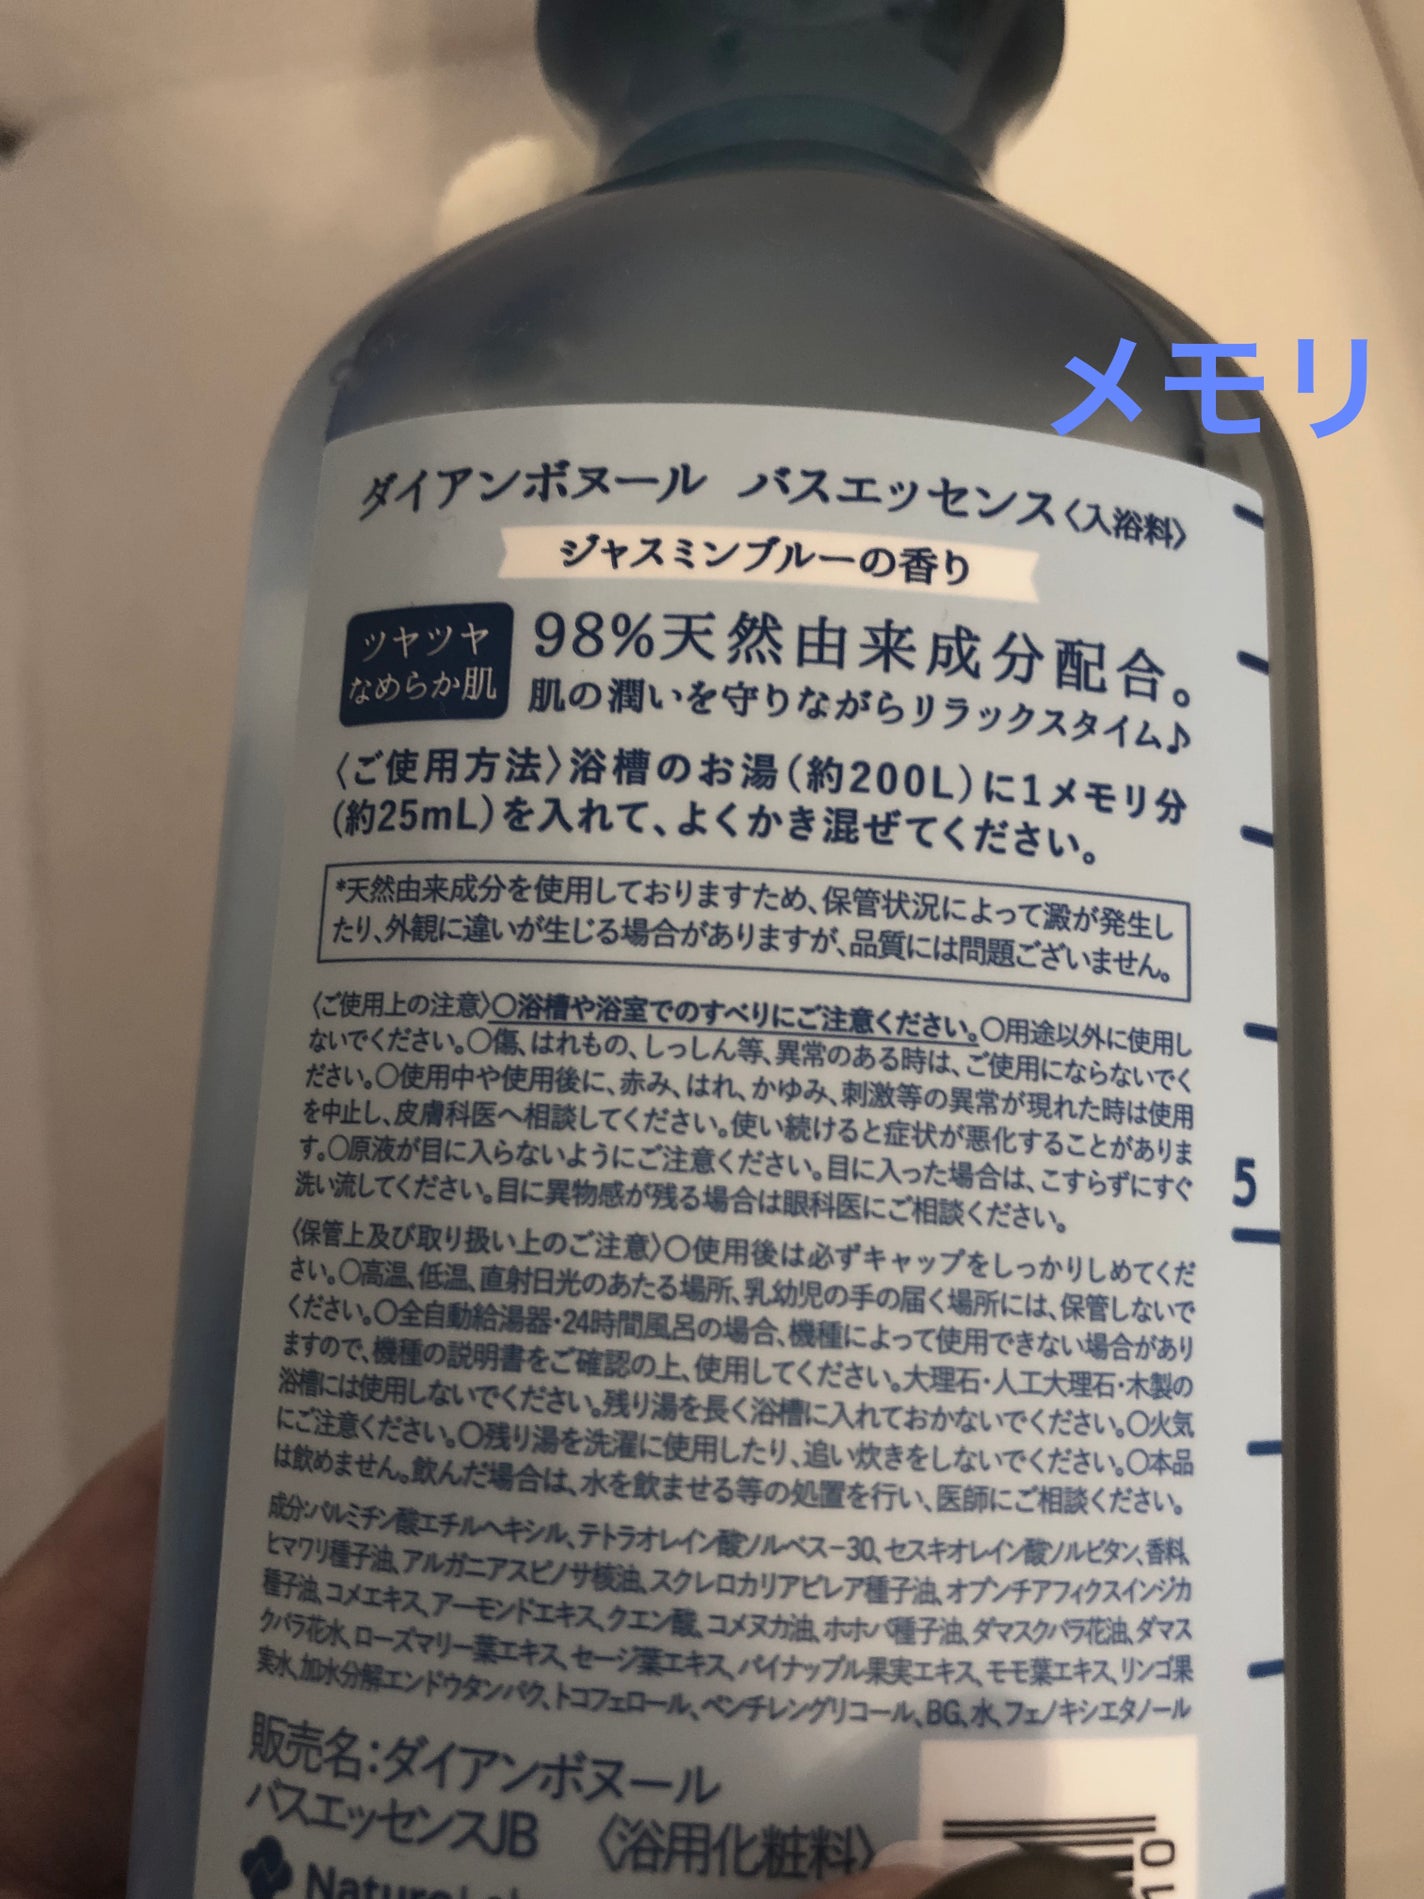 メモリ
ダイアンボヌール バスエッセンス〈入浴料〉
ジャスミンブルーの香り
ツヤツヤ
なめらか肌
98%天然由来成分配合。
肌の潤いを守りながらリラックスタイム♪
〈ご使用方法〉浴槽のお湯(約200L)に1メモリ分
(約25mL)を入れて、よくかき混ぜてください。
*天然由来成分を使用しておりますため、保管状況によって澱が発生し
たり、外観に違いが生じる場合がありますが、品質には問題ございません。
〈ご使用上の注意〉○浴槽や浴室でのすべりにご注意ください。○用途以外に使用し
ないでください。○傷、はれもの、しっしん等、異常のある時は、ご使用にならないでく
ださい。○使用中や使用後に、赤み、はれ、かゆみ、刺激等の異常が現れた時は使用
を中止し、皮膚科医へ相談してください。使い続けると症状が悪化することがありま
す。○原液が目に入らないようにご注意ください。目に入った場合は、こすらずにすぐ
洗い流してください。目に異物感が残る場合は眼科医にご相談ください。
5
〈保管上及び取り扱い上のご注意〉○使用後は必ずキャップをしっかりしめてくだ
さい。○高温、低温、直射日光のあたる場所、乳幼児の手の届く場所には、保管しないで
ください。○全自動給湯器・24時間風呂の場合、機種によって使用できない場合があり
ますので、機種の説明書をご確認の上、使用してください。大理石・人工大理石・木製の
浴槽には使用しないでください。残り湯を長く浴槽に入れておかないでください。○火気
にご注意ください。○残り湯を洗濯に使用したり、追い炊きをしないでください。○本品
は飲めません。飲んだ場合は、水を飲ませる等の処置を行い、医師にご相談ください。
成分:パルミチン酸エチルヘキシル、テトラオレイン酸ソルベス-30、セスキオレイン酸ソルビタン、香料、
ヒマワリ種子油、アルガニアスピノサ核油、スクレロカリアビレア種子油、オプンチアフィクスインジカ
種子油、コメエキス、アーモンドエキス、クエン酸、コメヌカ油、ホホバ種子油、ダマスクバラ花油、ダマス
クバラ花水、ローズマリー葉エキス、セージ葉エキス、パイナップル果実エキス、モモ葉エキス、リンゴ果
実水、加水分解エンドウタンパク、トコフェロール、ペンチレングリコール、BG、水、フェノキシエタノール
販売名:ダイアンボヌール
バスエッセンスJB 〈浴用化粧料〉
10